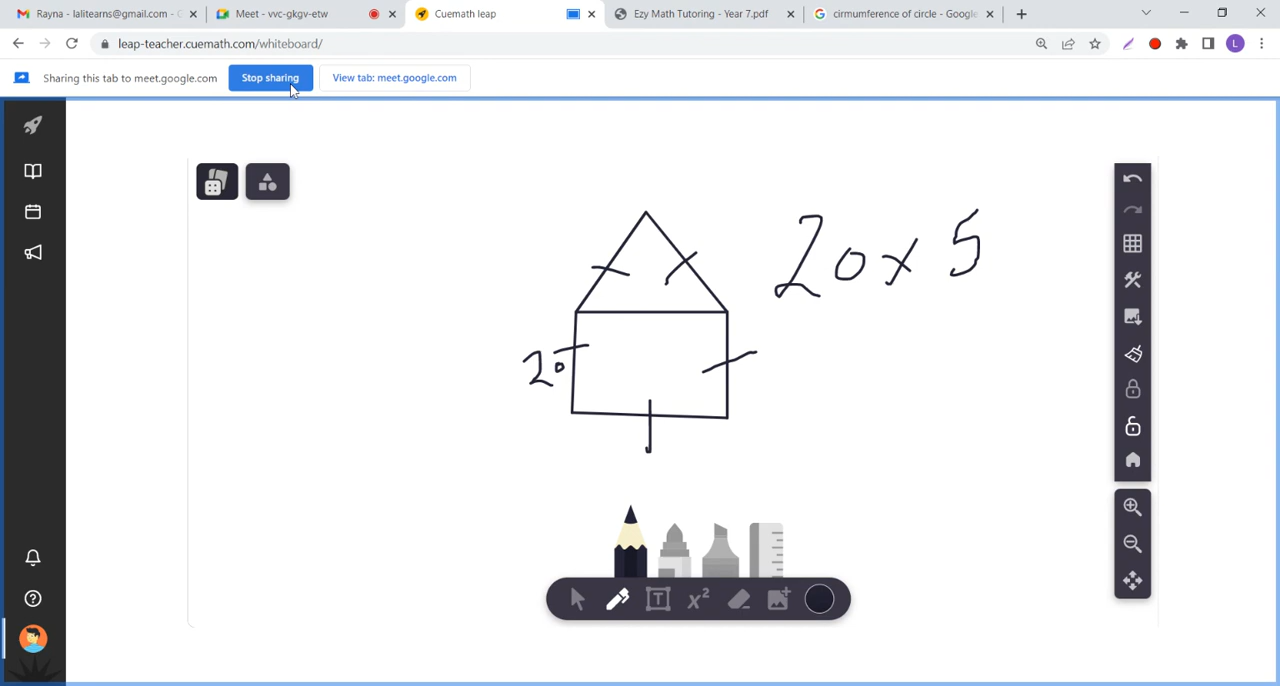 Rayna - lalitearns@gmail.com - G
Meet - vvc-gkgv-etw
Cuemath leap
Ezy Math Tutoring - Year 7.pdf
cirmumference of circle - Google
leap-teacher.cuemath.com/whiteboard/
L
Sharing this tab to meet.google.com
Stop sharing
View tab: meet.google.com
20 x 5
20
T
x²